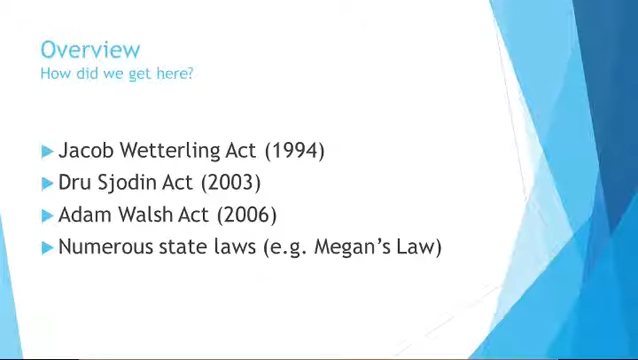 Overview
How did we get here?
Jacob Wetterling Act (1994)
Dru Sjodin Act (2003)
Adam Walsh Act (2006)
Numerous state laws (e.g. Megan’s Law)